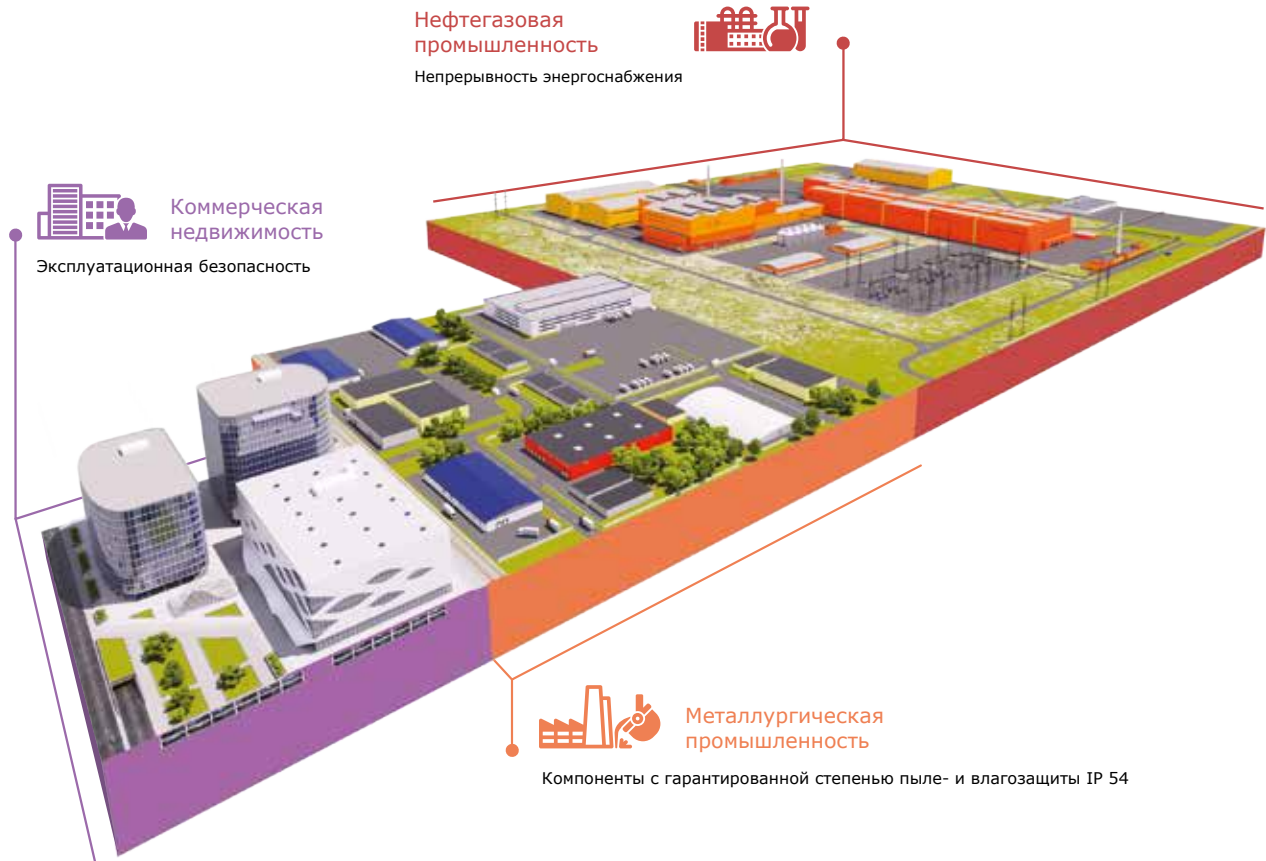 Нефтегазовая
промышленность
Непрерывность энергоснабжения
Коммерческая
недвижимость
Эксплуатационная безопасность
Металлургическая
промышленность
Компоненты с гарантированной степенью пыле- и влагозащиты IP 54